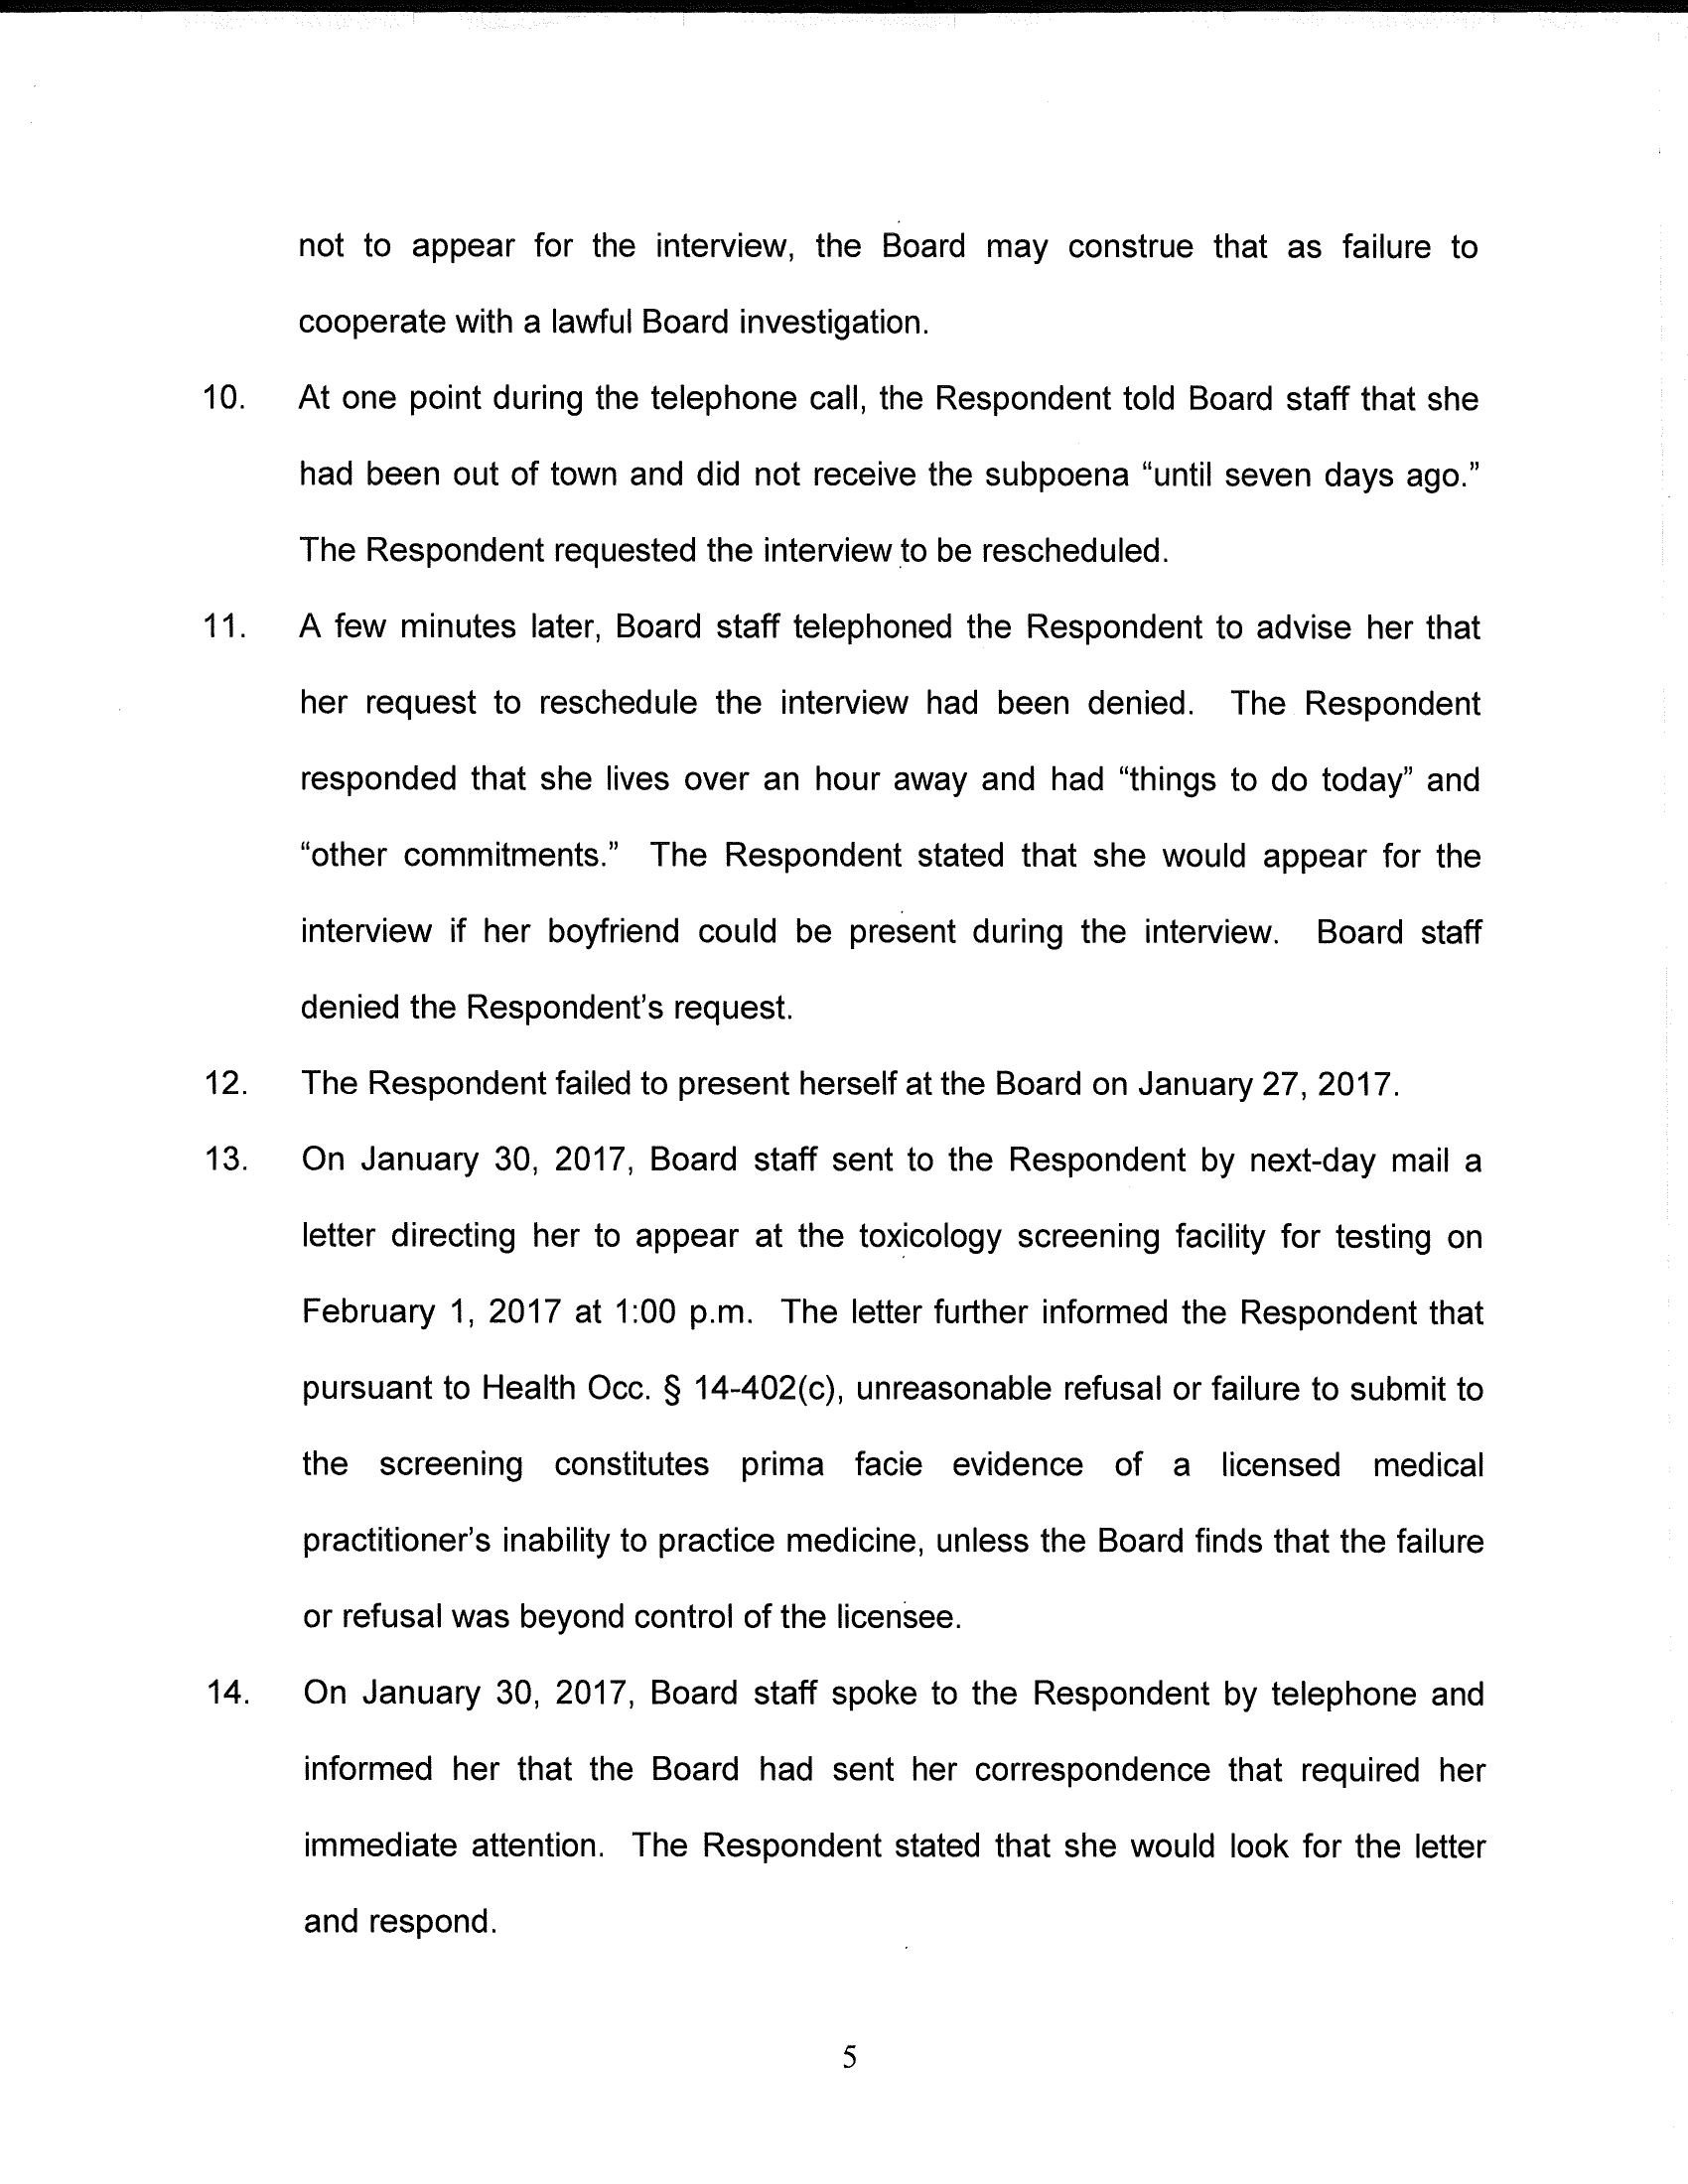 not to appear for the interview, the Board may construe that as failure to
cooperate with a lawful Board investigation.
10. At one point during the telephone call, the Respondent told Board staff that she
had been out of town and did not receive the subpoena “until seven days ago.”
The Respondent requested the interview to be rescheduled.
11. A few minutes later, Board staff telephoned the Respondent to advise her that
her request to reschedule the interview had been denied. The Respondent
responded that she lives over an hour away and had “things to do today” and
“other commitments.” The Respondent stated that she would appear for the
interview if her boyfriend could be present during the interview. Board staff
denied the Respondent’s request.
12. The Respondent failed to present herself at the Board on January 27, 2017.
13. On January 30, 2017, Board staff sent to the Respondent by next-day mail a
letter directing her to appear at the toxicology screening facility for testing on
February 1, 2017 at 1:00 p.m. The letter further informed the Respondent that
pursuant to Health Occ. § 14-402(c), unreasonable refusal or failure to submit to
the screening constitutes prima facie evidence of a licensed medical
practitioner’s inability to practice medicine, unless the Board finds that the failure
or refusal was beyond control of the licensee.
14. On January 30, 2017, Board staff spoke to the Respondent by telephone and
informed her that the Board had sent her correspondence that required her
immediate attention. The Respondent stated that she would look for the letter
and respond.
5